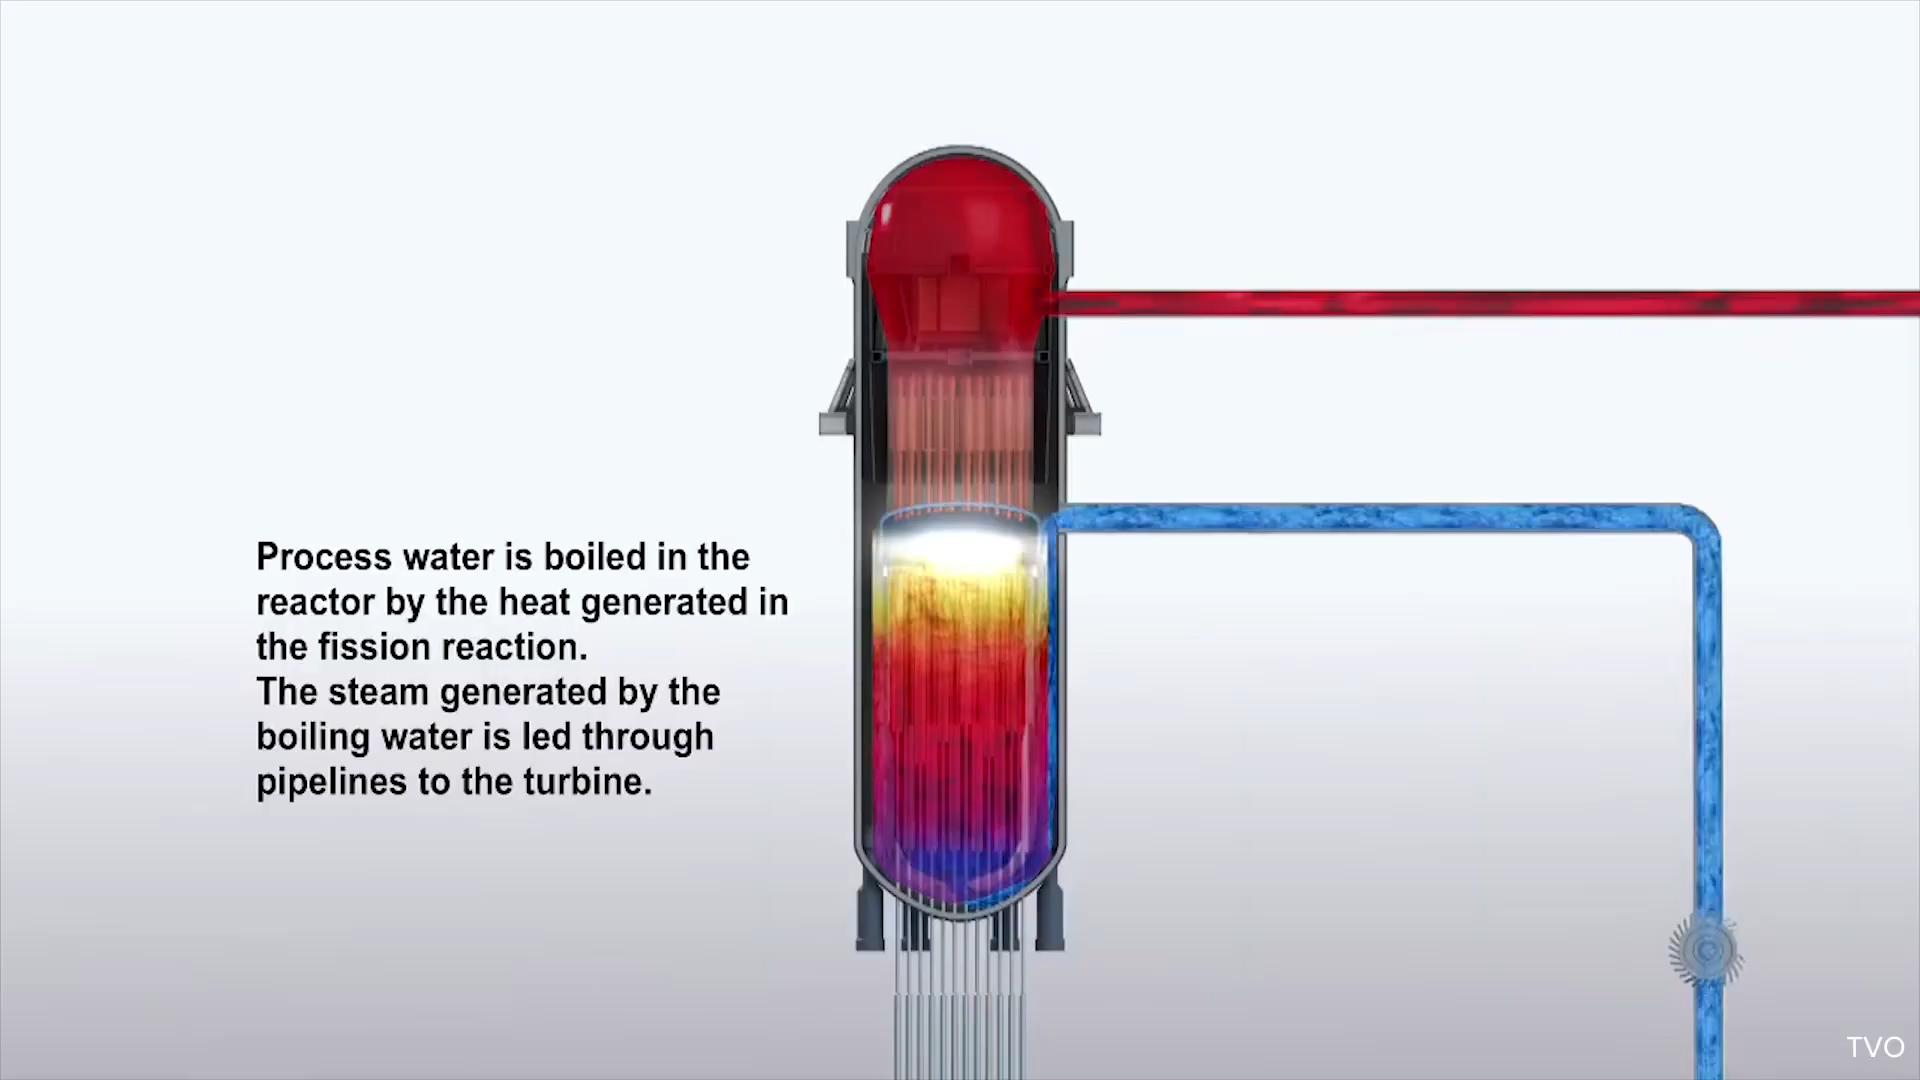 Process water is boiled in the
reactor by the heat generated in
the fission reaction.
The steam generated by the
boiling water is led through
pipelines to the turbine.
TVO